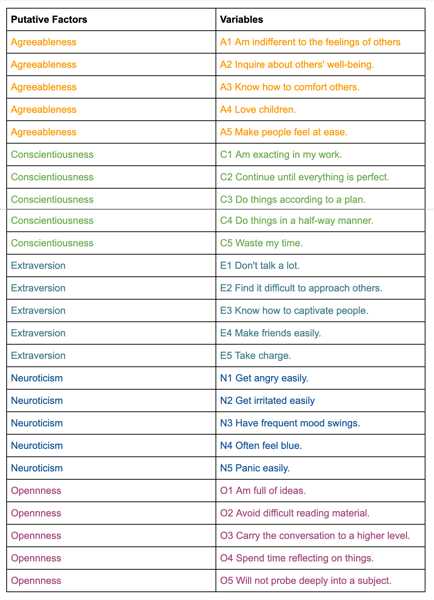 Putative Factors Variables
Agreeableness A1 Am indifferent to the feelings of others
Agreeableness A2 Inquire about others' well-being.
Agreeableness A3 Know how to comfort others.
Agreeableness A4 Love children.
Agreeableness A5 Make people feel at ease.
Conscientiousness C1 Am exacting in my work.
Conscientiousness C2 Continue until everything is perfect.
Conscientiousness C3 Do things according to a plan.
Conscientiousness C4 Do things in a half-way manner.
Conscientiousness C5 Waste my time.
Extraversion E1 Don't talk a lot.
Extraversion E2 Find it difficult to approach others.
Extraversion E3 Know how to captivate people.
Extraversion E4 Make friends easily.
Extraversion E5 Take charge.
Neuroticism N1 Get angry easily.
Neuroticism N2 Get irritated easily
Neuroticism N3 Have frequent mood swings.
Neuroticism N4 Often feel blue.
Neuroticism N5 Panic easily.
Opennness O1 Am full of ideas.
Opennness O2 Avoid difficult reading material.
Opennness O3 Carry the conversation to a higher level.
Opennness O4 Spend time reflecting on things.
Opennness O5 Will not probe deeply into a subject.